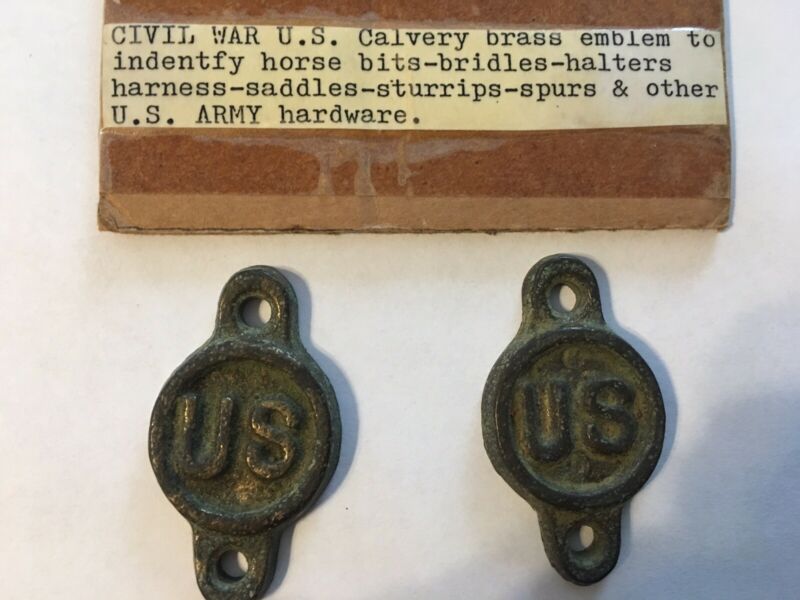 CIVIL WAR U.S. Calvery brass emblem to
indentfy horse bits-bridles-halters
harness-saddles-sturrips-spurs & other
U.S. ARMY hardware.
US
US